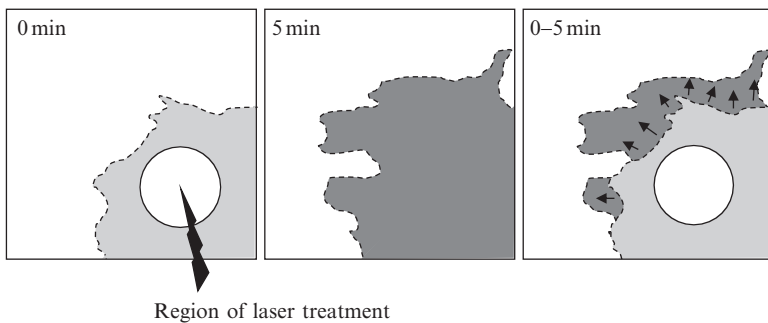 0 min
5 min
0–5 min
Region of laser treatment